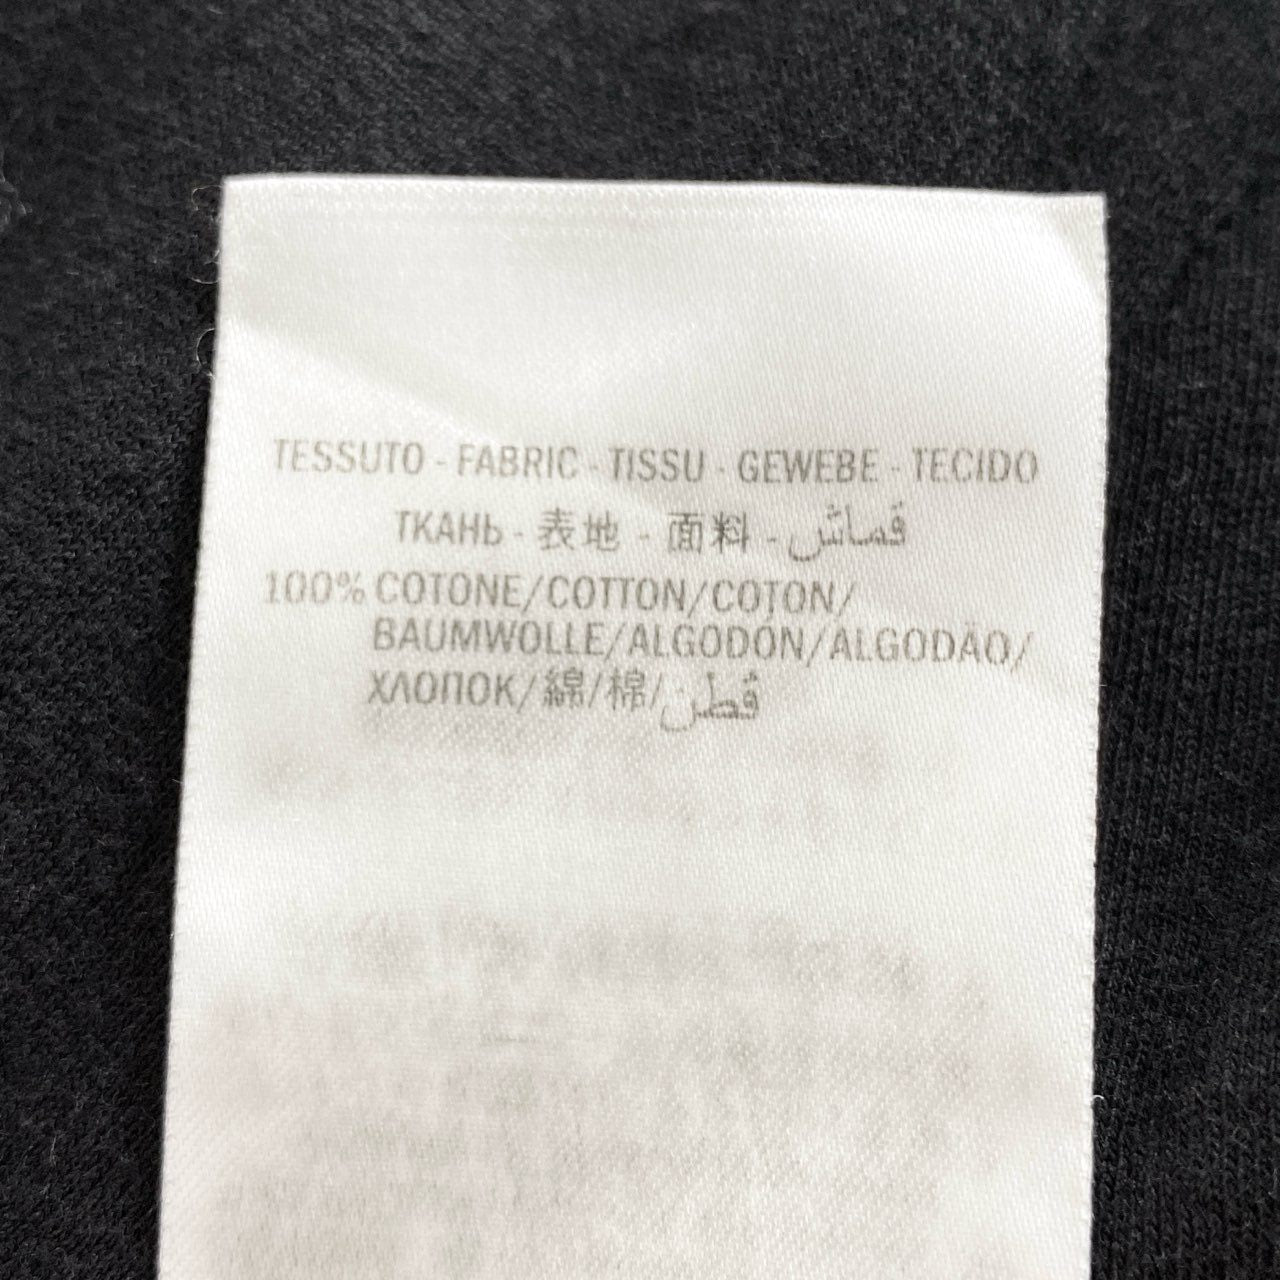 TESSUTO - FABRIC - TISSU - GEWEBE - TECIDO
ТКАНЬ - 表地 - 面料 - قماش
100% COTONE/COTTON/COTON/
BAUMWOLLE/ALGODÓN/ALGODÃO/
ХЛОПОК/綿/棉/قطن